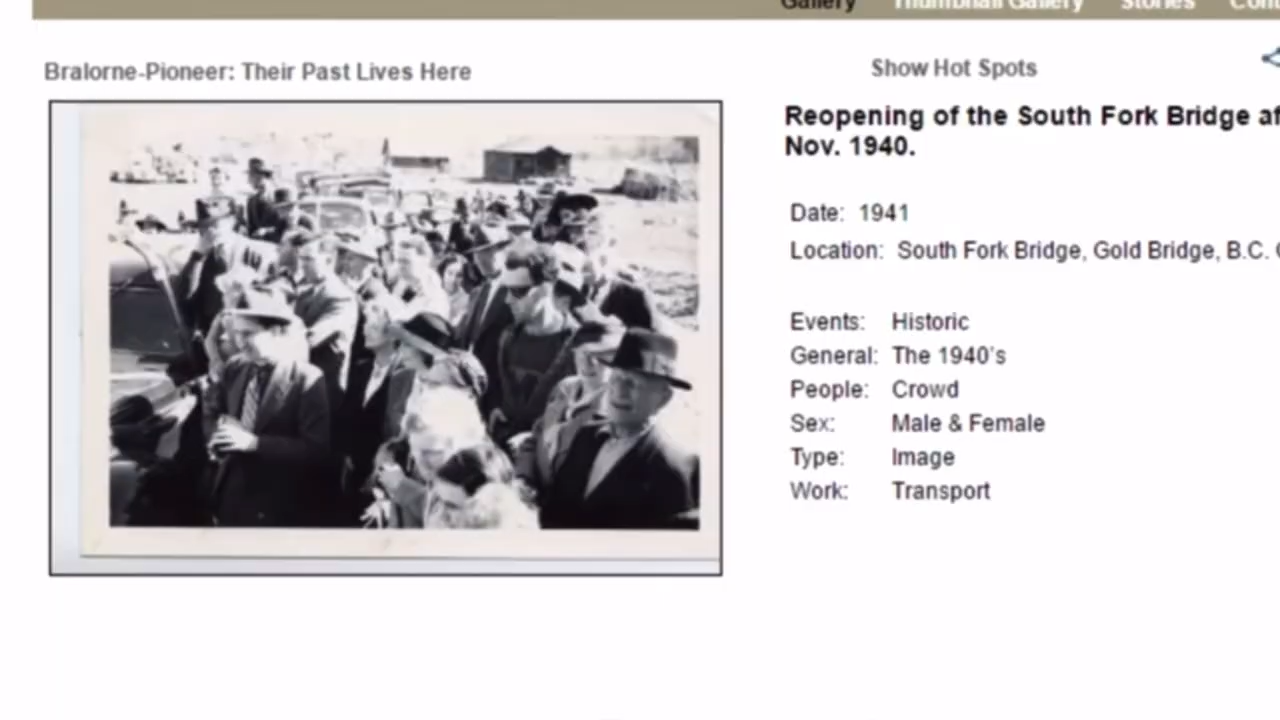 Gallery Thumbnail Gallery Stories
Bralorne-Pioneer: Their Past Lives Here
Show Hot Spots
Reopening of the South Fork Bridge
Nov. 1940.
Date: 1941
Location: South Fork Bridge, Gold Bridge, B.C.
Events: Historic
General: The 1940's
People: Crowd
Sex: Male & Female
Type: Image
Work: Transport